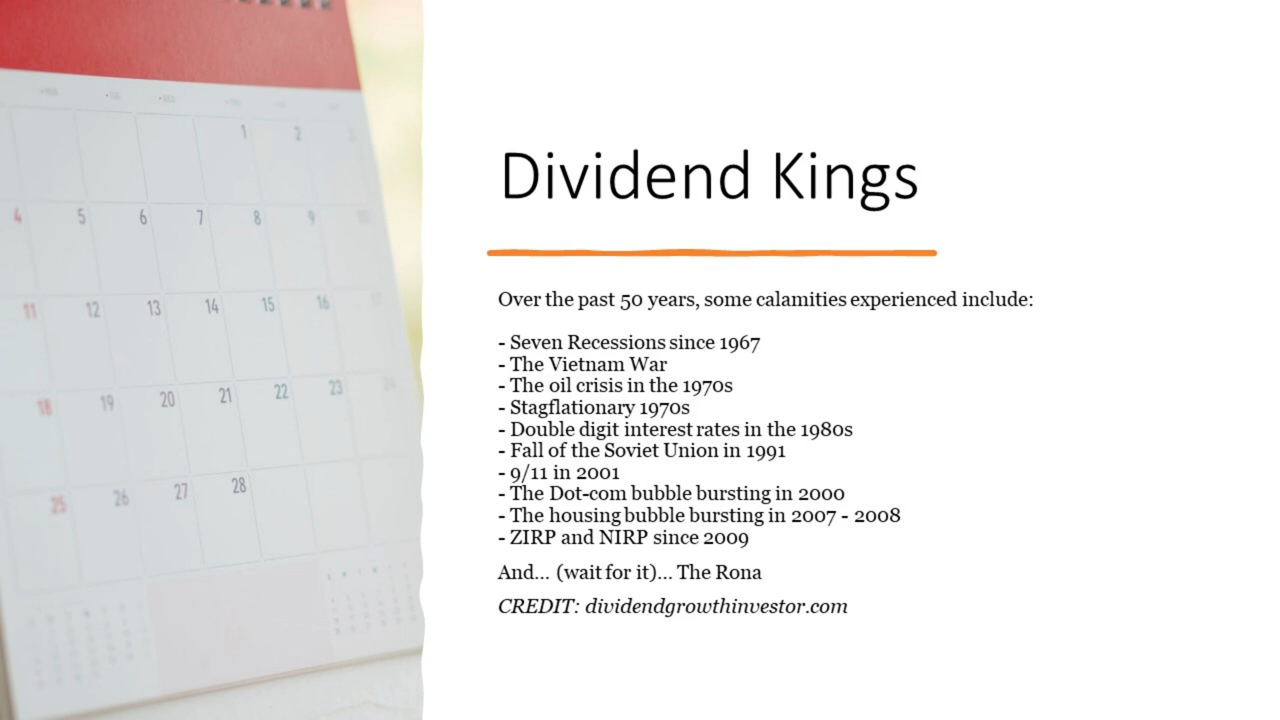 Dividend Kings
Over the past 50 years, some calamities experienced include:
- Seven Recessions since 1967
- The Vietnam War
- The oil crisis in the 1970s
- Stagflationary 1970s
- Double digit interest rates in the 1980s
- Fall of the Soviet Union in 1991
- 9/11 in 2001
- The Dot-com bubble bursting in 2000
- The housing bubble bursting in 2007 - 2008
- ZIRP and NIRP since 2009
And... (wait for it)... The Rona
CREDIT: dividendgrowthinvestor.com
1 2
4 5 6 7 8 9 10
11 12 13 14 15 16
18 19 20 21 22 23 24
25 26 27 28